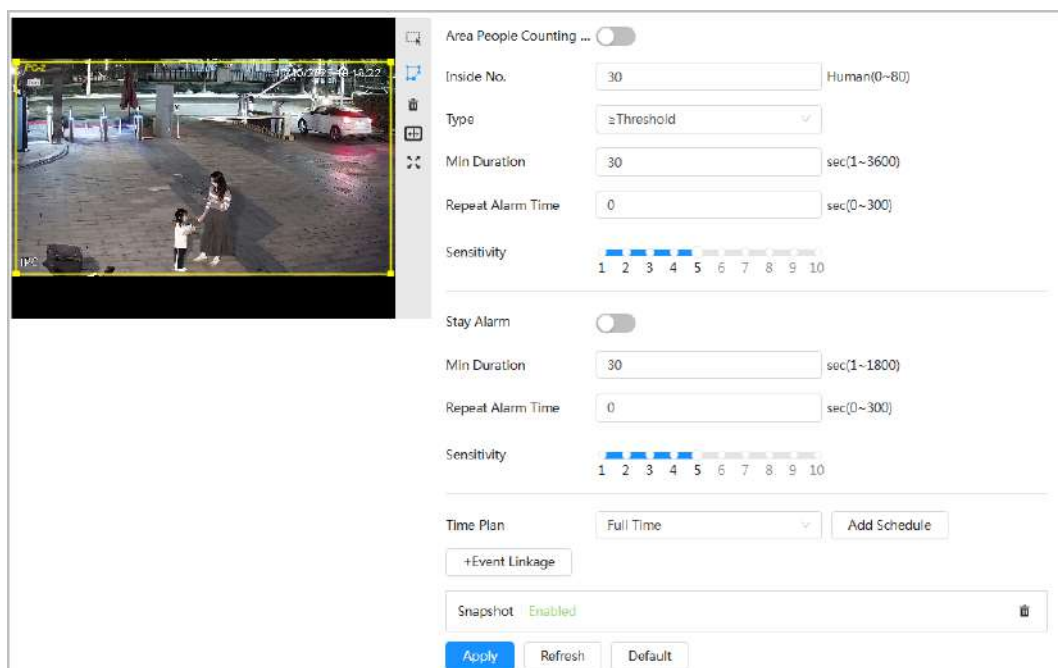 Area People Counting ...
Inside No. 30 Human(0~80)
Type ≥Threshold
Min Duration 30 sec(1~3600)
Repeat Alarm Time 0 sec(0~300)
Sensitivity
1 2 3 4 5 6 7 8 9 10
Stay Alarm
Min Duration 30 sec(1~1800)
Repeat Alarm Time 0 sec(0~300)
Sensitivity
1 2 3 4 5 6 7 8 9 10
Time Plan Full Time Add Schedule
+Event Linkage
Snapshot Enabled
Apply Refresh Default